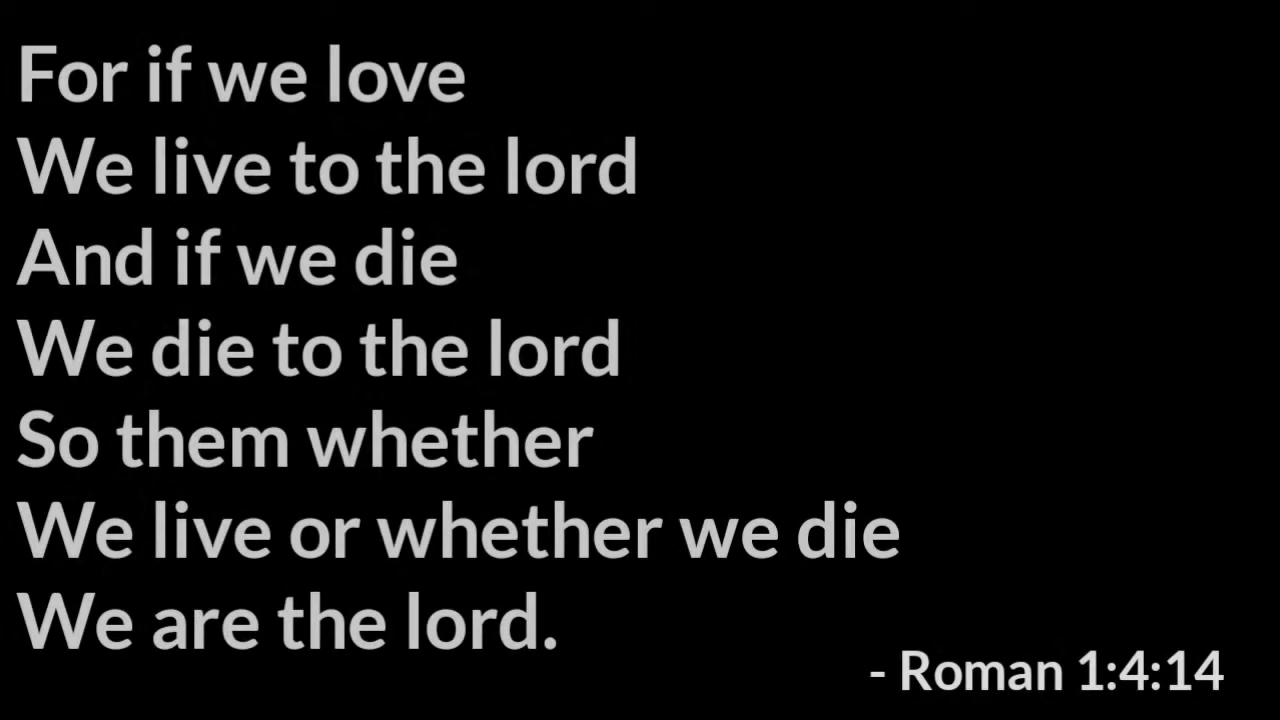 For if we love
We live to the lord
And if we die
We die to the lord
So them whether
We live or whether we die
We are the lord.
- Roman 1:4:14